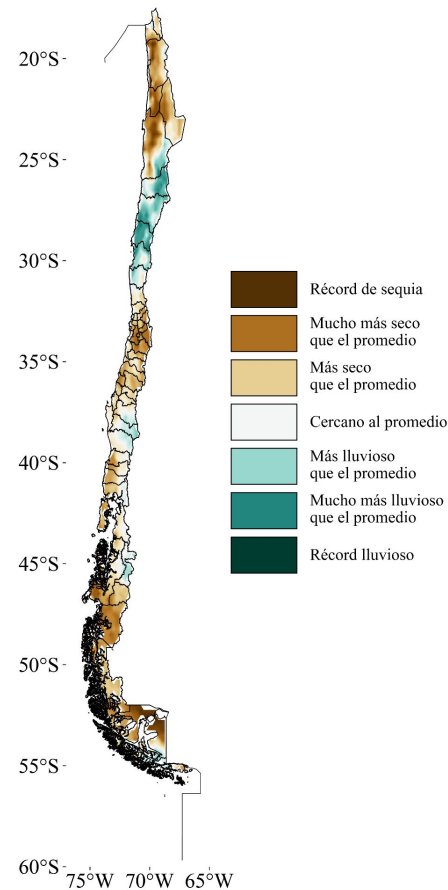 20°S
25°S
30°S
35°S
40°S
45°S
50°S
55°S
60°S
75°W 70°W 65°W
Récord de sequia
Mucho más seco
que el promedio
Más seco
que el promedio
Cercano al promedio
Más lluvioso
que el promedio
Mucho más lluvioso
que el promedio
Récord lluvioso